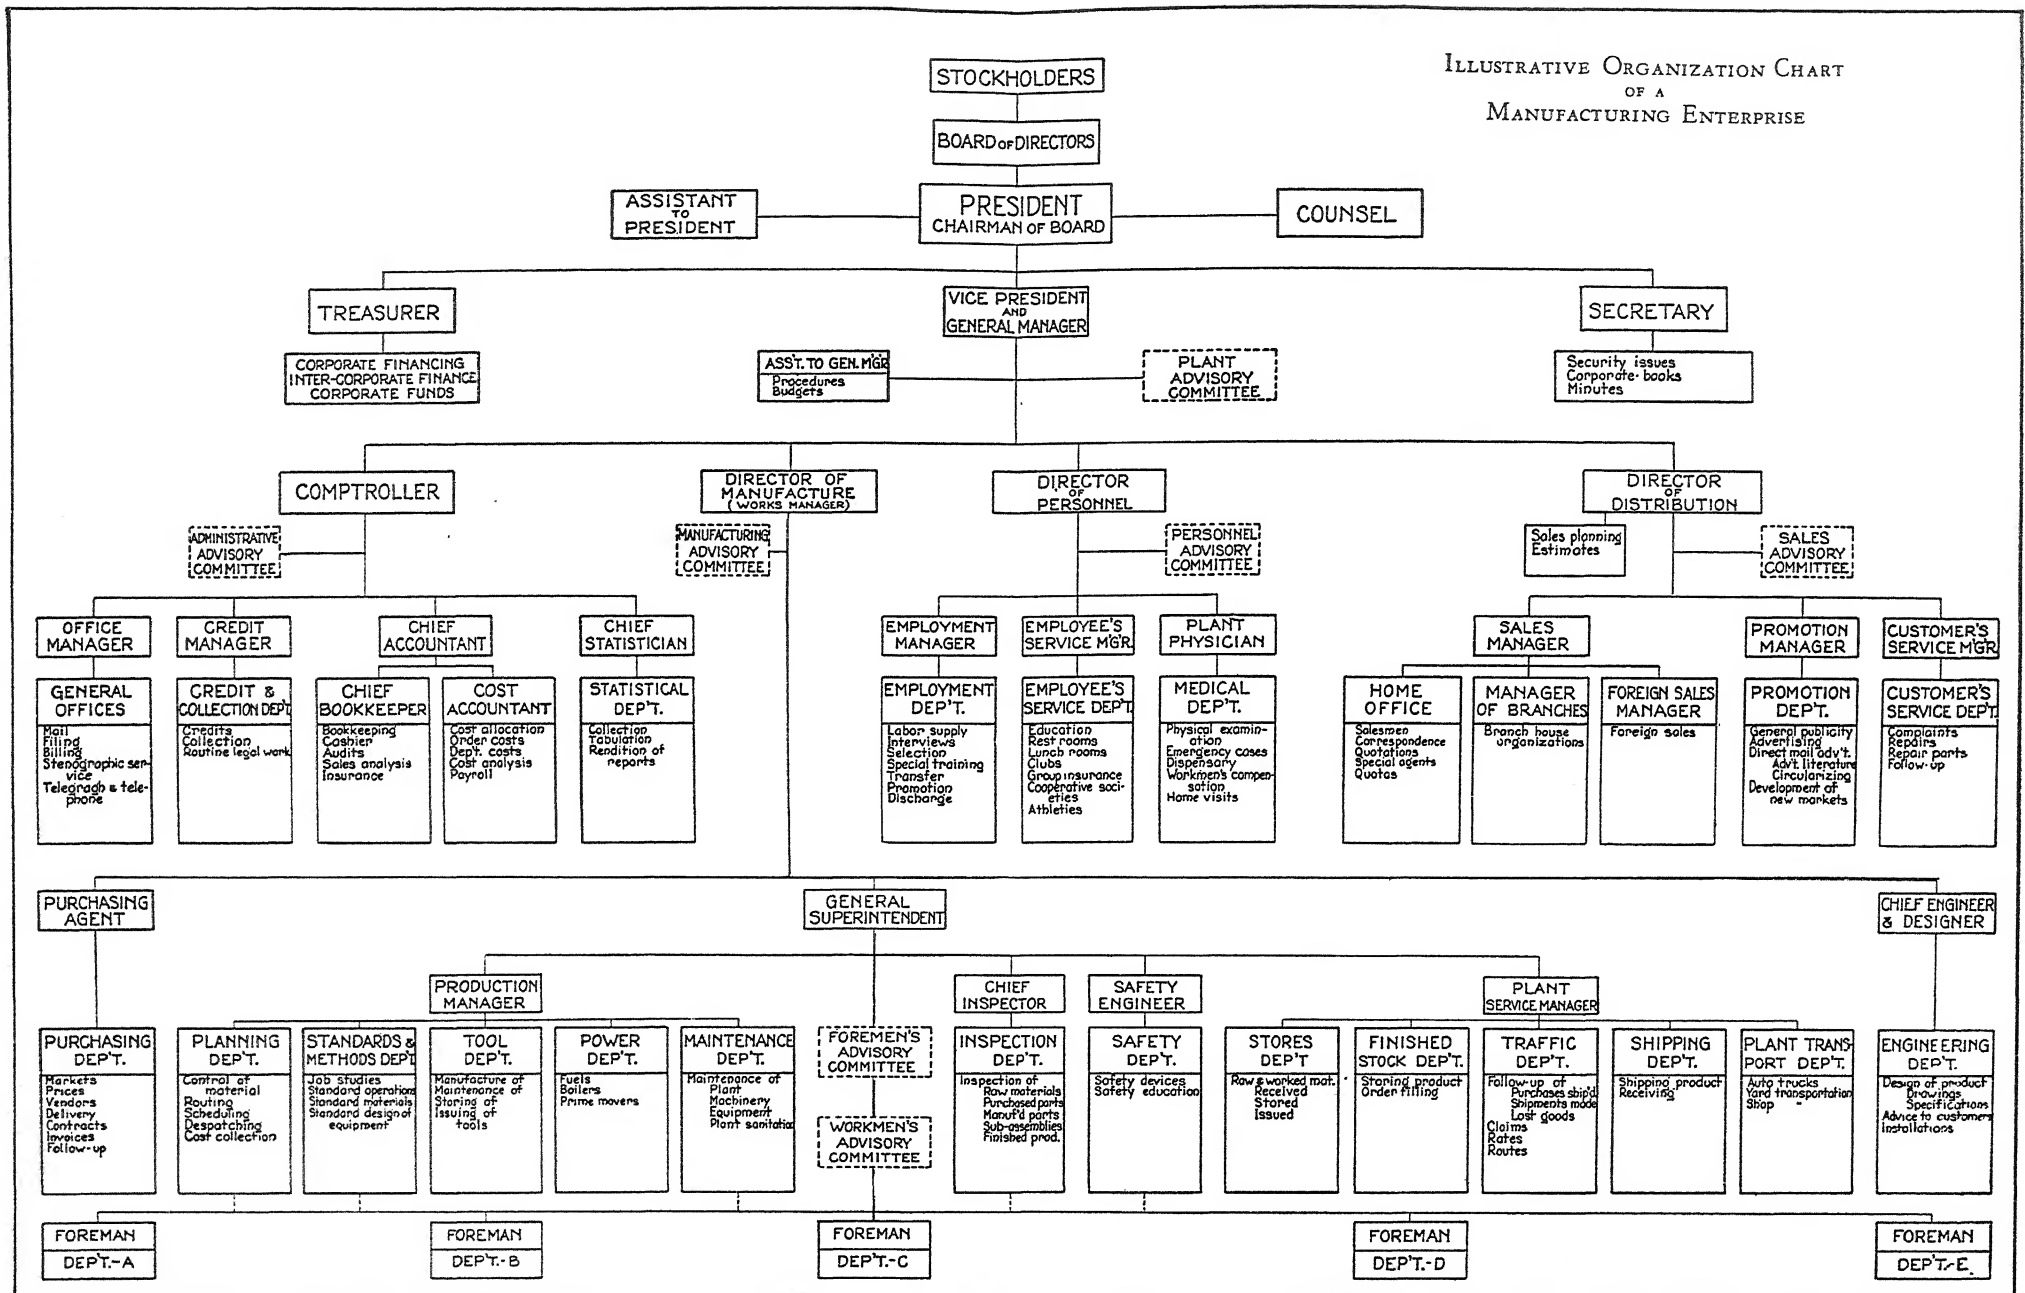 ILLUSTRATIVE ORGANIZATION CHART
OF A
MANUFACTURING ENTERPRISE
STOCKHOLDERS
BOARD OF DIRECTORS
ASSISTANT
TO
PRESIDENT
PRESIDENT
CHAIRMAN OF BOARD
COUNSEL
TREASURER
CORPORATE FINANCING
INTER-CORPORATE FINANCE
CORPORATE FUNDS
VICE PRESIDENT
AND
GENERAL MANAGER
SECRETARY
Security issues
Corporate books
Minutes
ASS'T. TO GEN. M'G'R
Procedures
Budgets
PLANT
ADVISORY
COMMITTEE
COMPTROLLER
DIRECTOR OF
MANUFACTURE
(WORKS MANAGER)
DIRECTOR
OF
PERSONNEL
DIRECTOR
OF
DISTRIBUTION
ADMINISTRATIVE
ADVISORY
COMMITTEE
MANUFACTURING
ADVISORY
COMMITTEE
PERSONNEL
ADVISORY
COMMITTEE
Sales planning
Estimates
SALES
ADVISORY
COMMITTEE
OFFICE
MANAGER
CREDIT
MANAGER
CHIEF
ACCOUNTANT
CHIEF
STATISTICIAN
EMPLOYMENT
MANAGER
EMPLOYEE'S
SERVICE M'G'R.
PLANT
PHYSICIAN
SALES
MANAGER
PROMOTION
MANAGER
CUSTOMER'S
SERVICE M'G'R.
GENERAL
OFFICES
Mail
Filing
Billing
Stenographic ser-
vice
Telegragh & tele-
phone
CREDIT &
COLLECTION DEP'T.
Credits
Collection
Routine legal work
CHIEF
BOOKKEEPER
Bookkeeping
Cashier
Audits
Sales analysis
Insurance
COST
ACCOUNTANT
Cost allocation
Order costs
Dep't. costs
Cost analysis
Payroll
STATISTICAL
DEP'T.
Collection
Tabulation
Rendition of
reports
EMPLOYMENT
DEP'T.
Labor supply
Interviews
Selection
Special training
Transfer
Promotion
Discharge
EMPLOYEE'S
SERVICE DEP'T.
Education
Rest rooms
Lunch rooms
Clubs
Group insurance
Cooperative soci-
eties
Athleties
MEDICAL
DEP'T.
Physical examin-
ation
Emergency cases
Dispensary
Workmen's compen-
sation
Home visits
HOME
OFFICE
Salesmen
Correspondence
Quotations
Special agents
Quotas
MANAGER
OF BRANCHES
Branch house
organizations
FOREIGN SALES
MANAGER
Foreign sales
PROMOTION
DEP'T.
General publicity
Advertising
Direct mail adv't.
Adv't. literature
Circularizing
Development of
new markets
CUSTOMER'S
SERVICE DEP'T.
Complaints
Repairs
Repair parts
Follow-up
PURCHASING
AGENT
GENERAL
SUPERINTENDENT
CHIEF ENGINEER
& DESIGNER
PRODUCTION
MANAGER
CHIEF
INSPECTOR
SAFETY
ENGINEER
PLANT
SERVICE MANAGER
PURCHASING
DEP'T.
Markets
Prices
Vendors
Delivery
Contracts
Invoices
Follow-up
PLANNING
DEP'T.
Control of
material
Routing
Scheduling
Despatching
Cost collection
STANDARDS &
METHODS DEP'T
Job studies
Standard operations
Standard materials
Standard design of
equipment
TOOL
DEP'T.
Manufacture of
Maintenance of
Storing of
Issuing of
tools
POWER
DEP'T.
Fuels
Boilers
Prime movers
MAINTENANCE
DEP'T.
Maintenance of
Plant
Machinery
Equipment
Plant sanitation
FOREMEN'S
ADVISORY
COMMITTEE
WORKMEN'S
ADVISORY
COMMITTEE
INSPECTION
DEP'T.
Inspection of
Raw materials
Purchased parts
Manuf'd parts
Sub-assemblies
Finished prod.
SAFETY
DEP'T.
Safety devices
Safety education
STORES
DEP'T
Raw & worked mat.
Received
Stored
Issued
FINISHED
STOCK DEP'T.
Storing product
Order filling
TRAFFIC
DEP'T.
Follow-up of
Purchases ship'd
Shipments made
Lost goods
Claims
Rates
Routes
SHIPPING
DEP'T.
Shipping product
Receiving
PLANT TRANS-
PORT DEP'T.
Auto trucks
Yard transportation
Shop "
ENGINEERING
DEP'T.
Design of product
Drawings
Specifications
Advice to customers
Installations
FOREMAN
DEP'T.-A
FOREMAN
DEP'T.-B
FOREMAN
DEP'T.-C
FOREMAN
DEP'T.-D
FOREMAN
DEP'T.-E.